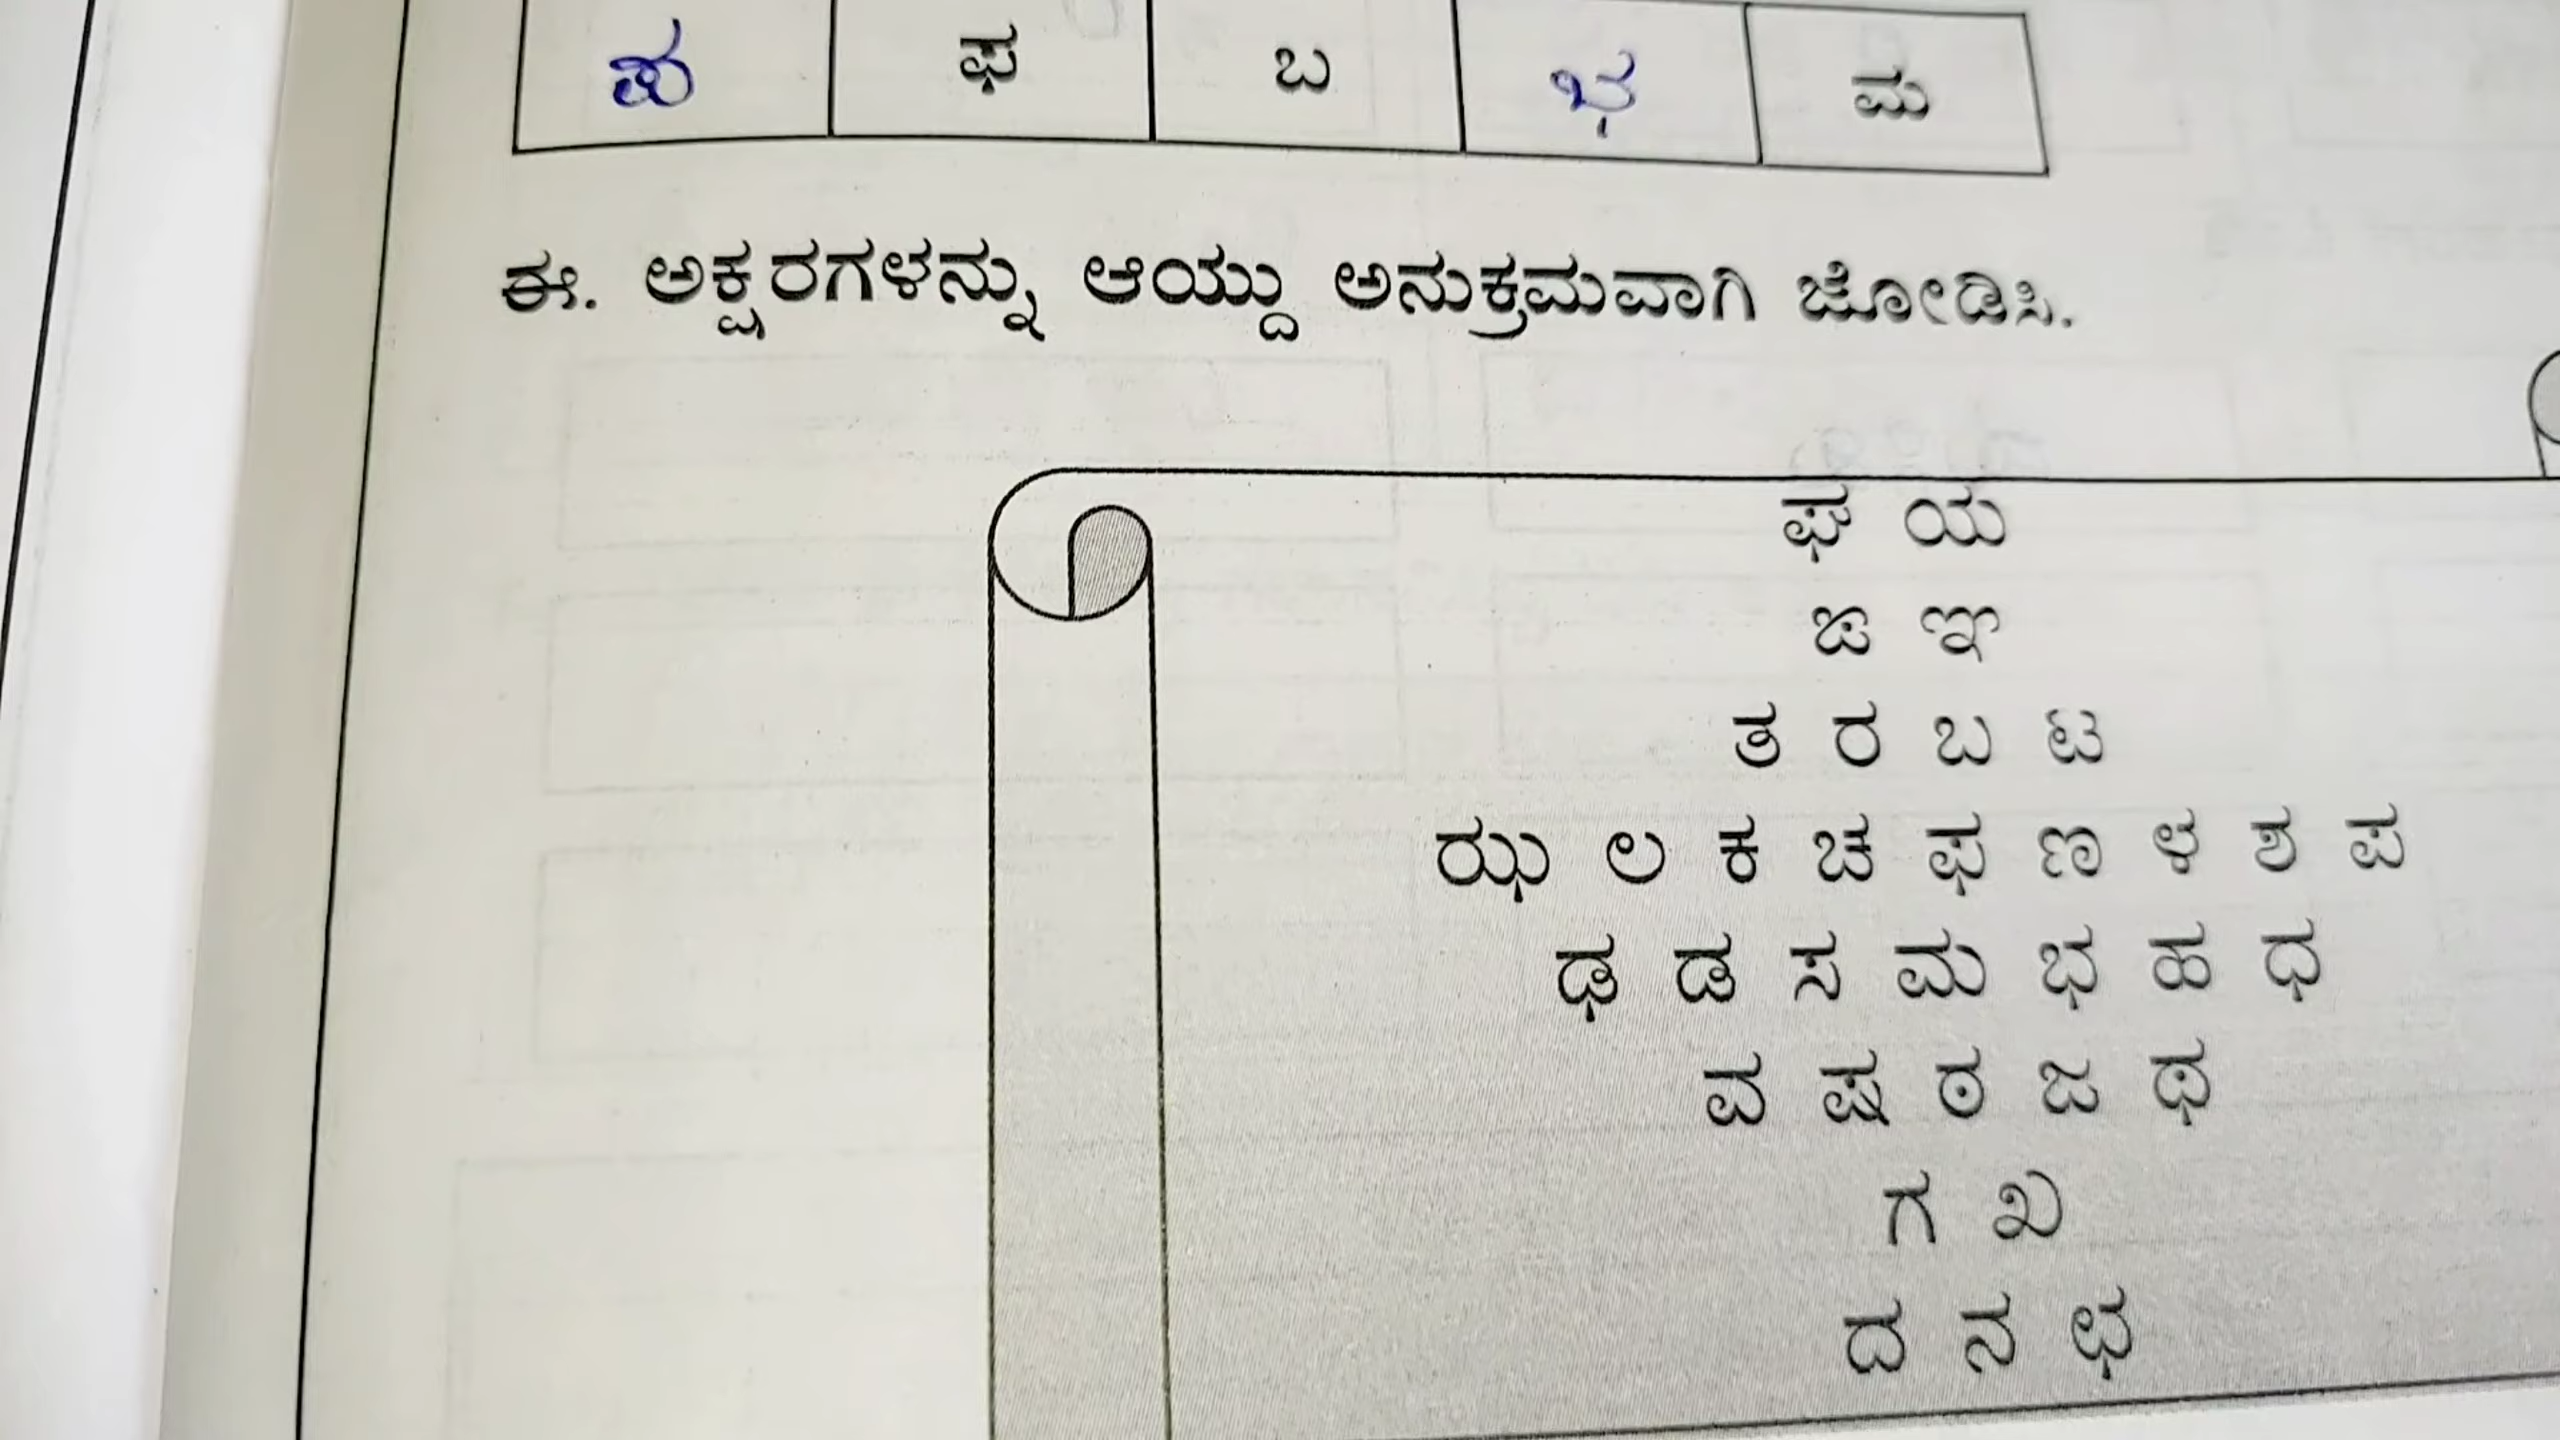 ಪ ಫ ಬ ಭ ಮ
ಈ. ಅಕ್ಷರಗಳನ್ನು ಆಯ್ದು ಅನುಕ್ರಮವಾಗಿ ಜೋಡಿಸಿ.
ಘ ಯ
ಙ ಞ
ತ ರ ಬ ಟ
ಝ ಲ ಕ ಚ ಫ ಣ ಳ ಶ ಪ
ಢ ಡ ಸ ಮ ಭ ಹ ಧ
ವ ಷ ಠ ಜ ಥ
ಗ ಖ
ದ ನ ಛ